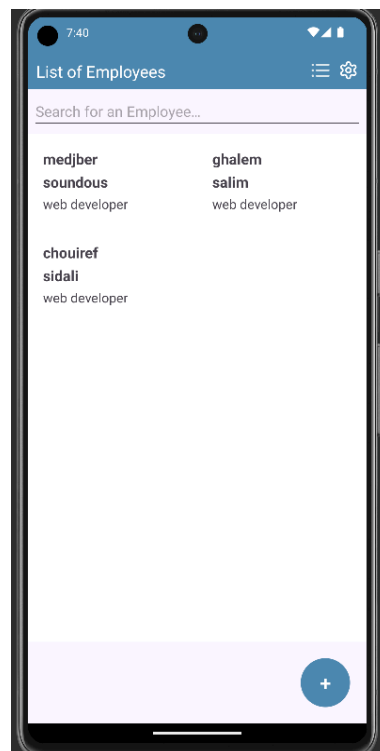 7:40
List of Employees
Search for an Employee...
medjber
soundous
web developer
ghalem
salim
web developer
chouiref
sidali
web developer
+